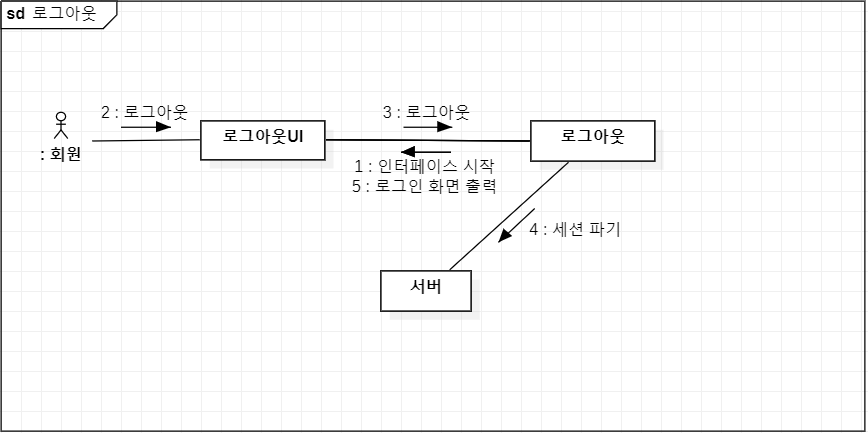 sd 로그아웃
2 : 로그아웃
3 : 로그아웃
: 회원
로그아웃UI
로그아웃
1 : 인터페이스 시작
5 : 로그인 화면 출력
4 : 세션 파기
서버